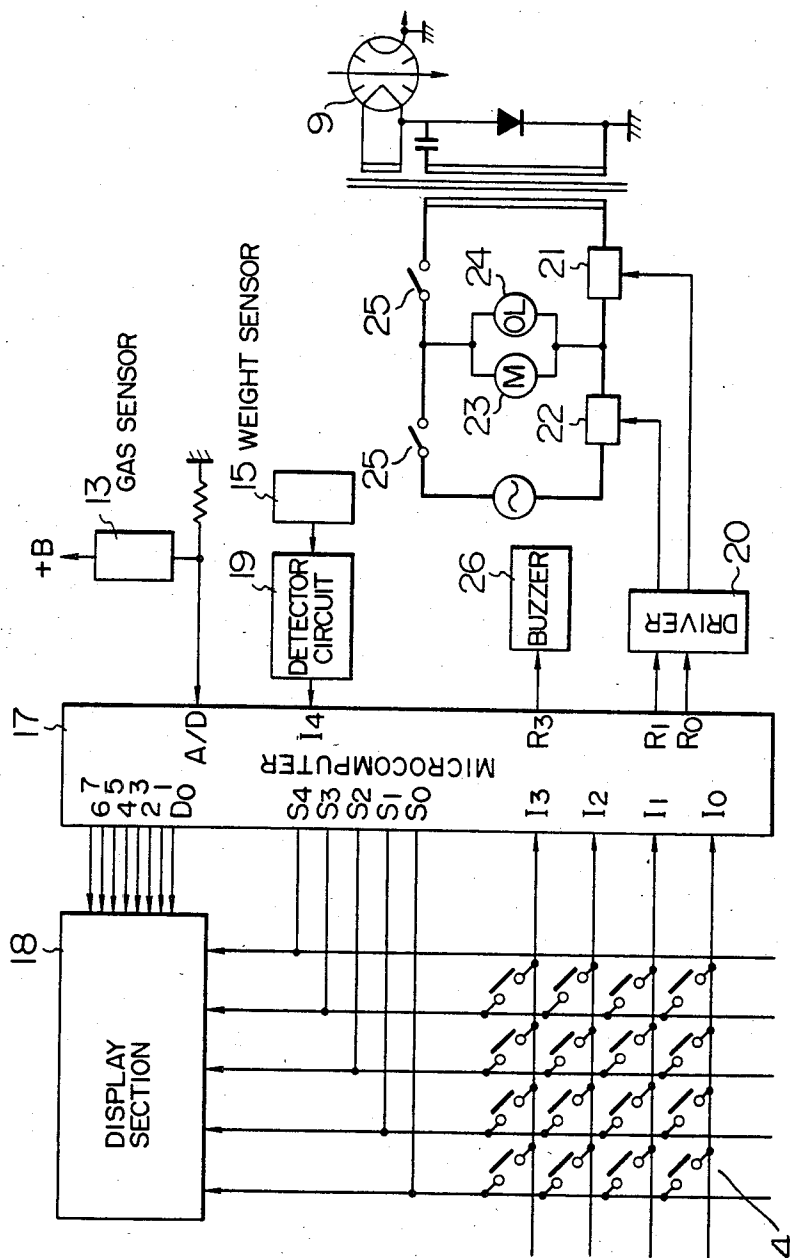 18
DISPLAY
SECTION
7
6
5
4
3
2
1
D0
17
MICROCOMPUTER
A/D
I4
S4
S3
S2
S1
S0
R3
R1
R0
I3
I2
I1
I0
4
+B
13
GAS SENSOR
15 WEIGHT SENSOR
19
DETECTOR
CIRCUIT
26
BUZZER
DRIVER
20
25
25
23
M
24
OL
22
21
9